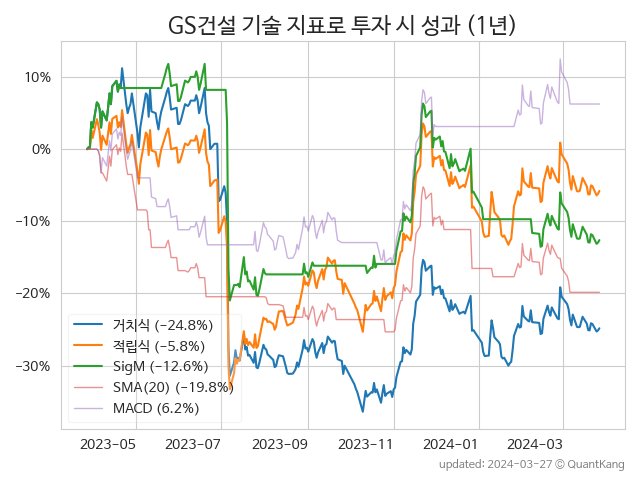 GS건설 기술 지표로 투자 시 성과 (1년)
10%
0%
−10%
−20%
−30%
거치식 (−24.8%)
적립식 (−5.8%)
SigM (−12.6%)
SMA(20) (−19.8%)
MACD (6.2%)
2023-05 2023-07 2023-09 2023-11 2024-01 2024-03
updated: 2024-03-27 © QuantKang